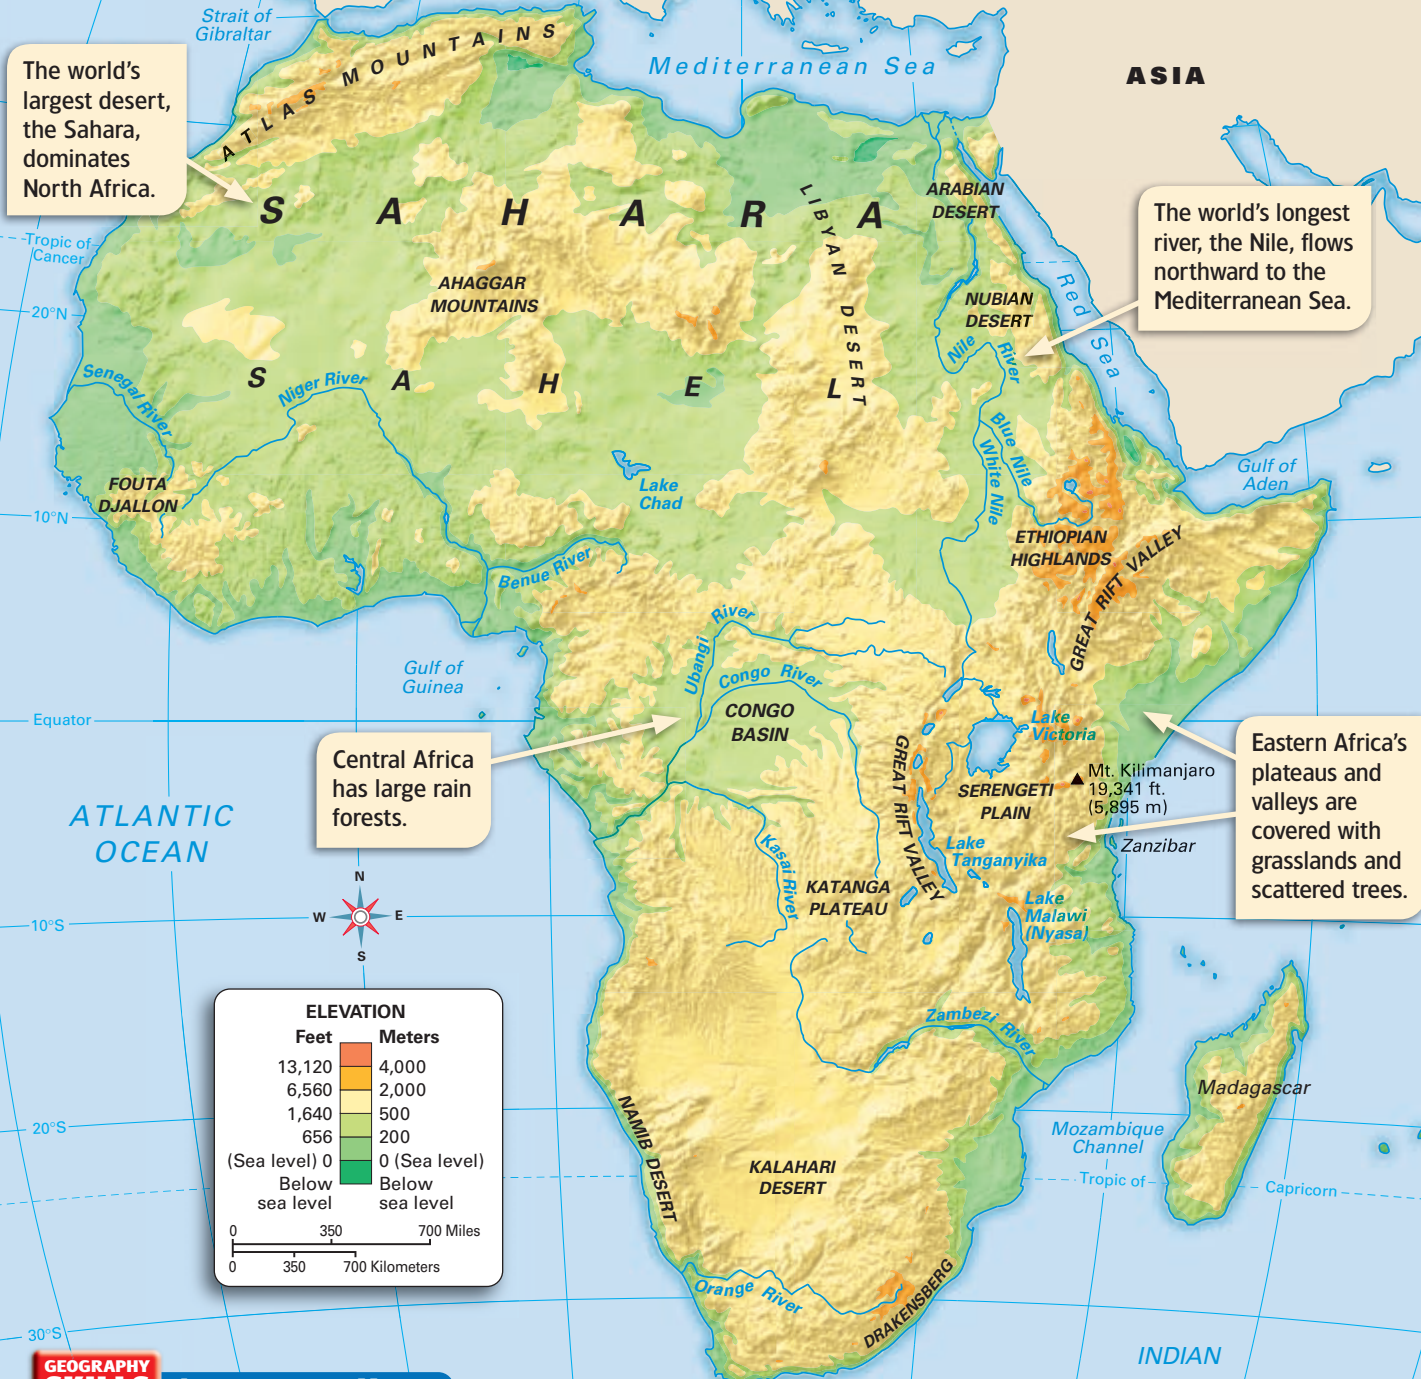 Strait of
Gibraltar
ATLAS MOUNTAINS
Mediterranean Sea
ASIA
The world's
largest desert,
the Sahara,
dominates
North Africa.
SAHARA
LIBYAN DESERT
ARABIAN
DESERT
The world's longest
river, the Nile, flows
northward to the
Mediterranean Sea.
Tropic of
Cancer
AHAGGAR
MOUNTAINS
NUBIAN
DESERT
Red Sea
20°N
Nile River
SAHEL
Senegal River
Niger River
Blue Nile
White Nile
Lake
Chad
Gulf of
Aden
FOUTA
DJALLON
10°N
ETHIOPIAN
HIGHLANDS
GREAT RIFT VALLEY
Benue River
Ubangi River
Gulf of
Guinea
Congo River
CONGO
BASIN
Equator
Lake
Victoria
Central Africa
has large rain
forests.
GREAT RIFT VALLEY
Mt. Kilimanjaro
19,341 ft.
(5,895 m)
SERENGETI
PLAIN
Eastern Africa's
plateaus and
valleys are
covered with
grasslands and
scattered trees.
ATLANTIC
OCEAN
Kasai River
Lake
Tanganyika
Zanzibar
KATANGA
PLATEAU
Lake
Malawi
(Nyasa)
N
W
E
S
10°S
ELEVATION
Feet Meters
13,120 4,000
6,560 2,000
1,640 500
656 200
(Sea level) 0 0 (Sea level)
Below Below
sea level sea level
0 350 700 Miles
0 350 700 Kilometers
Zambezi River
Madagascar
20°S
NAMIB DESERT
Mozambique
Channel
KALAHARI
DESERT
Tropic of Capricorn
Orange River
DRAKENSBERG
30°S
INDIAN
GEOGRAPHY